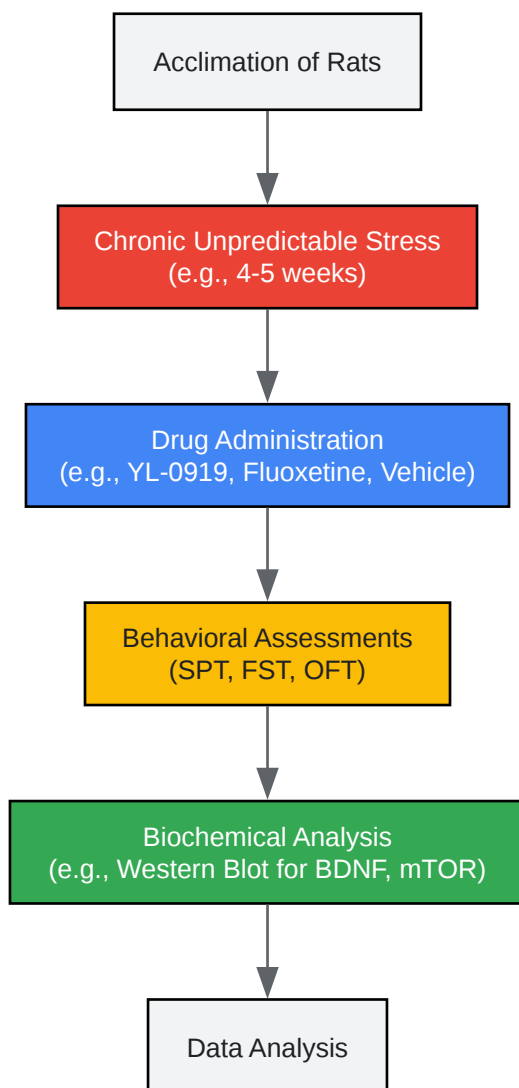 Acclimation of Rats
Chronic Unpredictable Stress
(e.g., 4-5 weeks)
Drug Administration
(e.g., YL-0919, Fluoxetine, Vehicle)
Behavioral Assessments
(SPT, FST, OFT)
Biochemical Analysis
(e.g., Western Blot for BDNF, mTOR)
Data Analysis